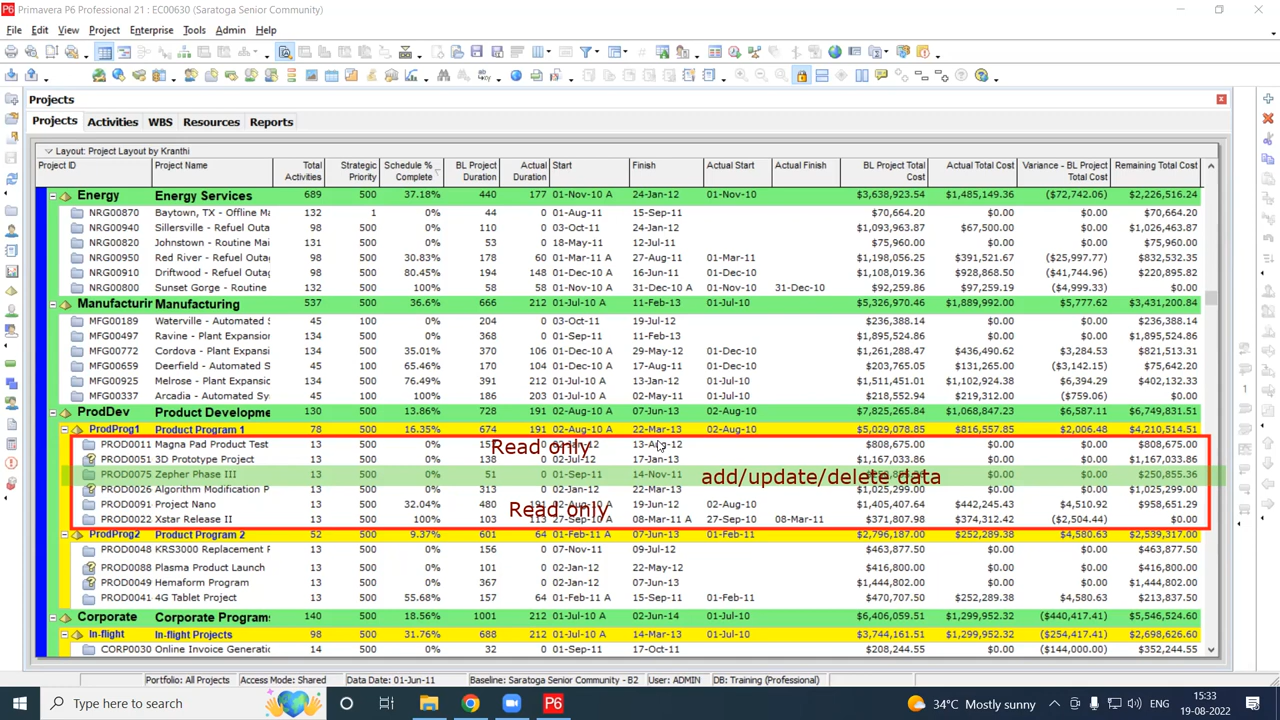 Primavera P6 Professional 21 : EC00630 (Saratoga Senior Community)
File Edit View Project Enterprise Tools Admin Help
Projects
Projects Activities WBS Resources Reports
Layout: Project Layout by Kranthi
Project ID Project Name Total Activities Strategic Priority Schedule % Complete BL Project Duration Actual Duration Start Finish Actual Start Actual Finish BL Project Total Cost Actual Total Cost Variance - BL Project Total Cost Remaining Total Cost
Energy Energy Services 689 500 37.18% 440 177 01-Nov-10 A 24-Jan-12 01-Nov-10 $3,638,923.54 $1,485,149.36 ($72,742.06) $2,226,516.24
NRG00870 Baytown, TX - Offline Ma 132 1 0% 44 0 01-Aug-11 15-Sep-11 $70,664.20 $0.00 $0.00 $70,664.20
NRG00940 Sillersville - Refuel Outa 98 500 0% 110 0 03-Oct-11 24-Jan-12 $1,093,963.87 $67,500.00 $0.00 $1,026,463.87
NRG00820 Johnstown - Routine Mai 131 500 0% 53 0 18-May-11 12-Jul-11 $75,960.00 $0.00 $0.00 $75,960.00
NRG00950 Red River - Refuel Outa 98 500 30.83% 178 60 01-Mar-11 A 27-Aug-11 01-Mar-11 $1,198,056.25 $391,521.67 ($25,997.77) $832,532.35
NRG00910 Driftwood - Refuel Outag 98 500 80.45% 194 148 01-Dec-10 A 16-Jun-11 01-Dec-10 $1,108,019.36 $928,868.50 ($41,744.96) $220,895.82
NRG00800 Sunset Gorge - Routine 132 500 100% 58 58 01-Nov-10 A 31-Dec-10 A 01-Nov-10 31-Dec-10 $92,259.86 $97,259.19 ($4,999.33) $0.00
Manufacturir Manufacturing 537 500 36.6% 666 212 01-Jul-10 A 11-Feb-13 01-Jul-10 $5,326,970.46 $1,889,992.00 $5,777.62 $3,431,200.84
MFG00189 Waterville - Automated S 45 100 0% 204 0 03-Oct-11 19-Jul-12 $236,388.14 $0.00 $0.00 $236,388.14
MFG00497 Ravine - Plant Expansion 134 500 0% 368 0 01-Sep-11 11-Feb-13 $1,895,524.60 $0.00 $0.00 $1,895,524.60
MFG00772 Cordova - Plant Expansi 134 500 35.01% 370 106 01-Dec-10 A 29-May-12 01-Dec-10 $1,261,288.47 $436,490.62 $3,284.53 $821,513.31
MFG00659 Deerfield - Automated S 45 100 65.46% 170 104 01-Dec-10 A 17-Aug-11 01-Dec-10 $203,765.05 $131,265.00 ($3,142.15) $75,642.20
MFG00925 Melrose - Plant Expansic 134 500 76.49% 391 212 01-Jul-10 A 13-Jan-12 01-Jul-10 $1,511,451.01 $1,102,924.38 $6,394.29 $402,132.33
MFG00855 Arcadia - Automated Sy 45 100 100% 186 203 01-Jul-10 A 22-Apr-11 A 01-Jul-10 22-Apr-11 $218,553.19 $219,312.00 ($759.06) $0.00
ProdDev Product Developme 130 500 13.86% 728 191 02-Aug-10 A 07-Jun-13 02-Aug-10 $7,825,265.84 $1,068,847.23 $6,587.11 $6,749,831.51
ProdProg1 Product Program 1 78 500 16.35% 674 191 02-Aug-10 A 22-Mar-13 02-Aug-10 $5,029,078.85 $816,557.85 $2,006.48 $4,210,514.51
PROD0011 Magna Pad Product Test 13 500 0% Read only $808,675.00 $0.00 $0.00 $808,675.00
PROD0051 3D Prototype Project 13 500 0% 138 0 02-Jul-12 17-Jan-13 $1,167,033.86 $0.00 $0.00 $1,167,033.86
PROD0075 Zepher Phase III 13 500 0% 51 0 01-Sep-11 14-Nov-11 add/update/delete data $0.00 $250,855.36
PROD0026 Algorithm Modification P 13 500 0% 313 0 02-Jan-12 22-Mar-13 $1,025,299.00 $0.00 $0.00 $1,025,299.00
PROD0091 Project Nano 13 500 32.04% 480 19-Jun-12 02-Aug-10 $1,405,407.64 $442,245.43 $4,510.92 $958,651.29
Read only
PROD0022 Xstar Release II 13 500 100% 103 113 27-Sep-10 A 08-Mar-11 A 27-Sep-10 08-Mar-11 $371,807.98 $374,312.42 ($2,504.44) $0.00
ProdProg2 Product Program 2 52 500 9.37% 601 64 01-Feb-11 A 07-Jun-13 01-Feb-11 $2,796,187.00 $252,289.38 $4,580.63 $2,539,317.00
PROD0048 KRS3000 Replacement F 13 500 0% 156 0 07-Nov-11 09-Jul-12 $463,877.50 $0.00 $0.00 $463,877.50
PROD0088 Plasma Product Launch 13 500 0% 101 0 02-Jan-12 22-May-12 $416,800.00 $0.00 $0.00 $416,800.00
PROD0049 Hemaform Program 13 500 0% 367 0 02-Jan-12 07-Jun-13 $1,444,802.00 $0.00 $0.00 $1,444,802.00
PROD0041 4G Tablet Project 13 500 55.68% 157 64 01-Feb-11 A 15-Sep-11 01-Feb-11 $470,707.50 $252,289.38 $4,580.63 $213,837.50
Corporate Corporate Programs 140 500 18.56% 1001 212 01-Jul-10 A 02-Jun-14 01-Jul-10 $6,406,059.51 $1,299,952.32 ($440,417.41) $5,546,524.60
In-flight In-flight Projects 98 500 31.76% 688 212 01-Jul-10 A 14-Mar-13 01-Jul-10 $3,744,161.51 $1,299,952.32 ($254,417.41) $2,698,626.60
CORP0030 Online Invoice Generatio 14 500 0% 32 0 01-Sep-11 17-Oct-11 $208,244.55 $0.00 ($144,000.00) $352,244.55
Portfolio: All Projects Access Mode: Shared Data Date: 01-Jun-11 Baseline: Saratoga Senior Community - B2 User: ADMIN DB: Training (Professional)
Type here to search
34°C Mostly sunny ENG 15:33
19-08-2022